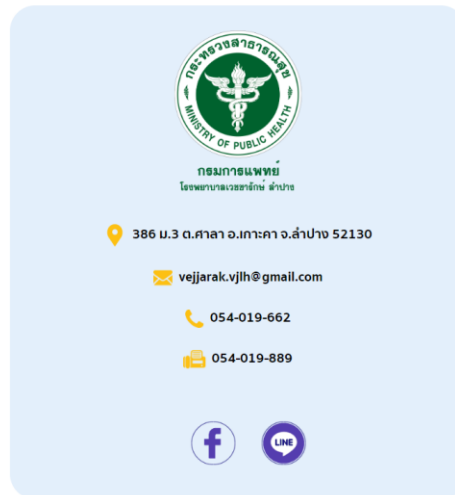 กระทรวงสาธารณสุข
MINISTRY OF PUBLIC HEALTH
กรมการแพทย์
โรงพยาบาลเวชชารักษ์ ลำปาง
386 ม.3 ต.ศาลา อ.เกาะคา จ.ลำปาง 52130
vejjarak.vjlh@gmail.com
054-019-662
054-019-889
f
LINE